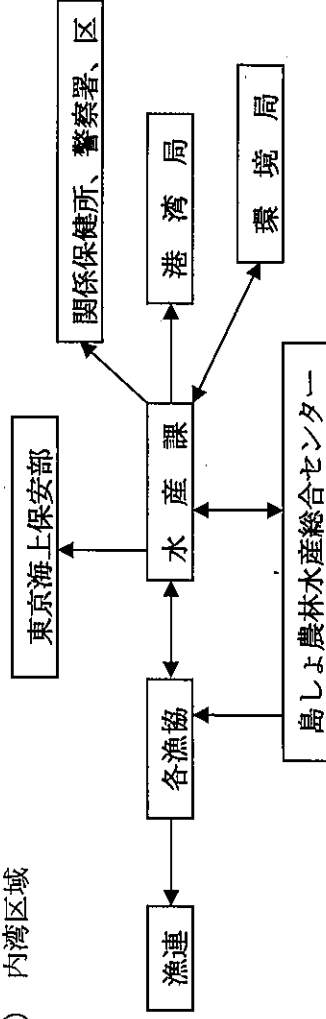 ) 内湾区域
東京海上保安部
関係保健所、警察署、区
漁連
各漁協
水産課
港湾局
環境局
島しょ農林水産総合センター